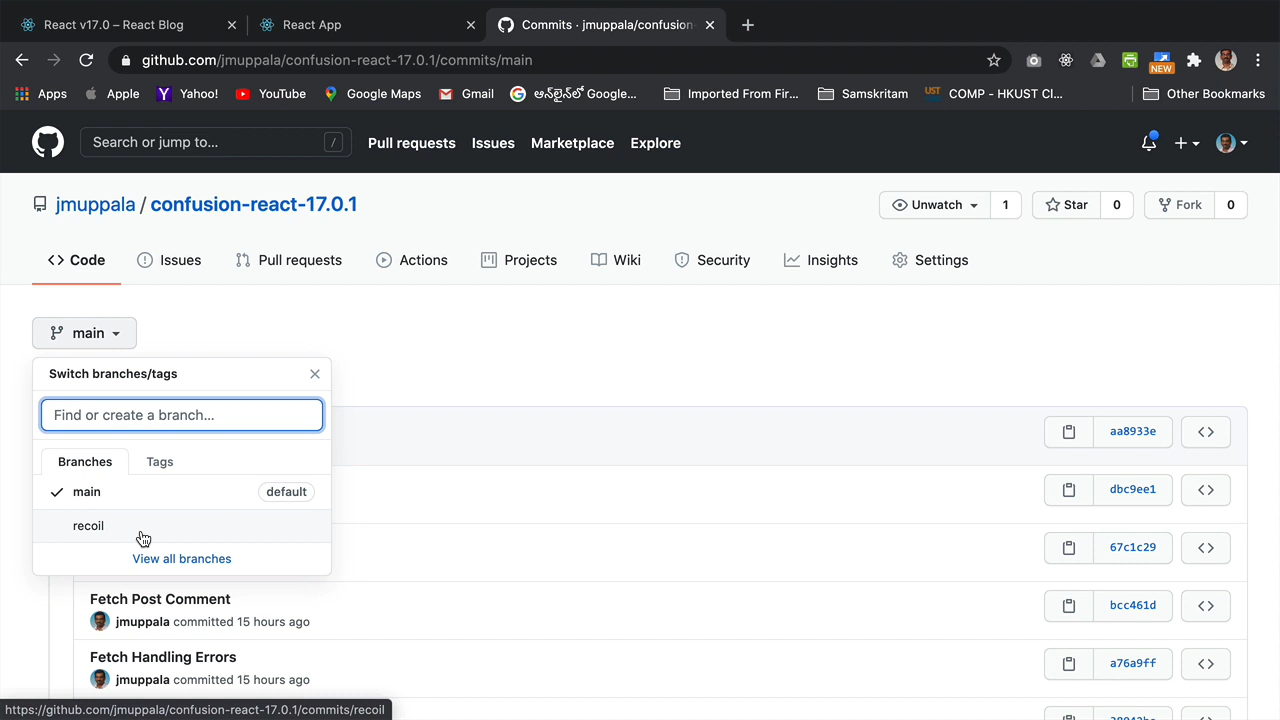 React v17.0 – React Blog
React App
Commits · jmuppala/confusion-
github.com/jmuppala/confusion-react-17.0.1/commits/main
NEW
Apps
Apple
Yahoo!
YouTube
Google Maps
Gmail
ఆన్‌లైన్‌లో Google...
Imported From Fir...
Samskritam
UST
COMP - HKUST Cl...
Other Bookmarks
Search or jump to...
/
Pull requests
Issues
Marketplace
Explore
jmuppala / confusion-react-17.0.1
Unwatch
1
Star
0
Fork
0
Code
Issues
Pull requests
Actions
Projects
Wiki
Security
Insights
Settings
main
Switch branches/tags
Find or create a branch...
Branches
Tags
main
default
recoil
View all branches
aa8933e
dbc9ee1
67c1c29
Fetch Post Comment
jmuppala committed 15 hours ago
bcc461d
Fetch Handling Errors
jmuppala committed 15 hours ago
a76a9ff
https://github.com/jmuppala/confusion-react-17.0.1/commits/recoil